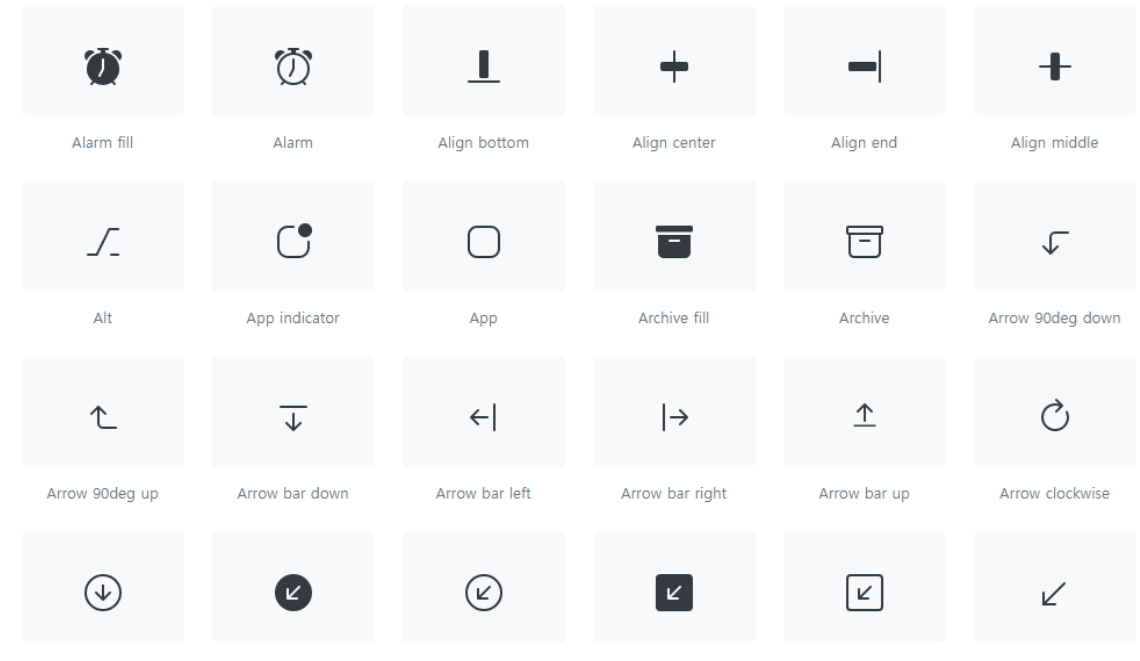 Alarm fill
Alarm
Align bottom
Align center
Align end
Align middle
Alt
App indicator
App
Archive fill
Archive
Arrow 90deg down
Arrow 90deg up
Arrow bar down
Arrow bar left
Arrow bar right
Arrow bar up
Arrow clockwise